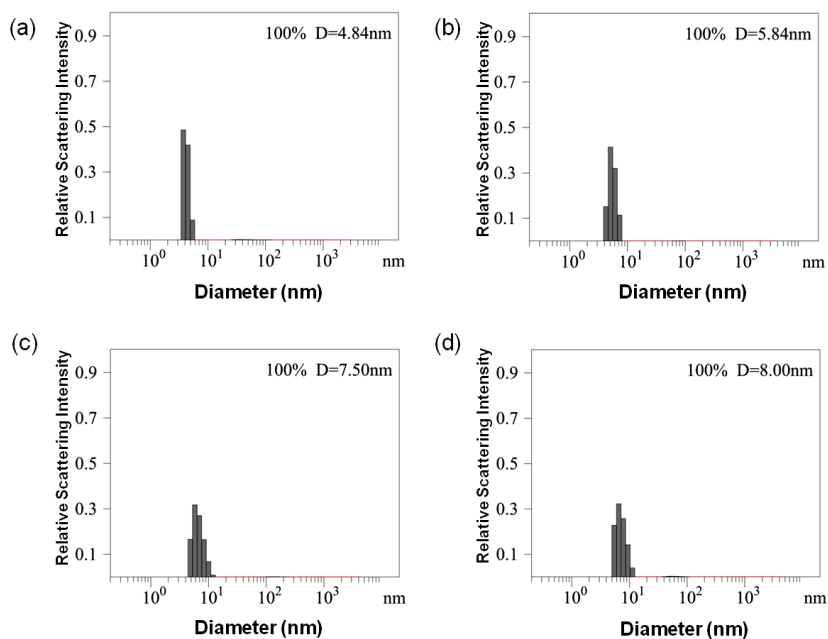 (a)
100% D=4.84nm
Relative Scattering Intensity
0.9
0.7
0.5
0.3
0.1
10⁰ 10¹ 10² 10³ nm
Diameter (nm)
(b)
100% D=5.84nm
Relative Scattering Intensity
0.9
0.7
0.5
0.3
0.1
10⁰ 10¹ 10² 10³ nm
Diameter (nm)
(c)
100% D=7.50nm
Relative Scattering Intensity
0.9
0.7
0.5
0.3
0.1
10⁰ 10¹ 10² 10³ nm
Diameter (nm)
(d)
100% D=8.00nm
Relative Scattering Intensity
0.9
0.7
0.5
0.3
0.1
10⁰ 10¹ 10² 10³ nm
Diameter (nm)